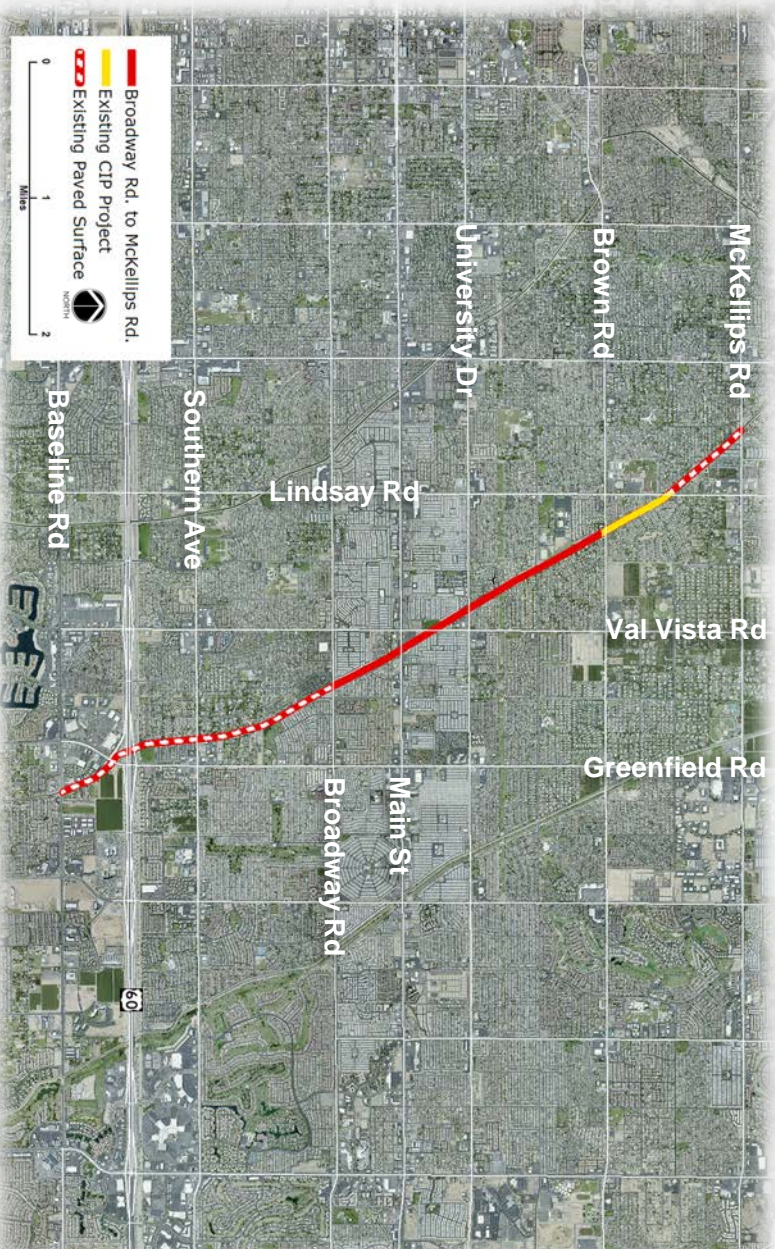 McKellips Rd
Brown Rd
University Dr
Lindsay Rd
Southern Ave
Baseline Rd
Val Vista Rd
Greenfield Rd
Main St
Broadway Rd
60
Broadway Rd. to McKellips Rd.
Existing CIP Project
Existing Paved Surface
NORTH
0 1 2
Miles